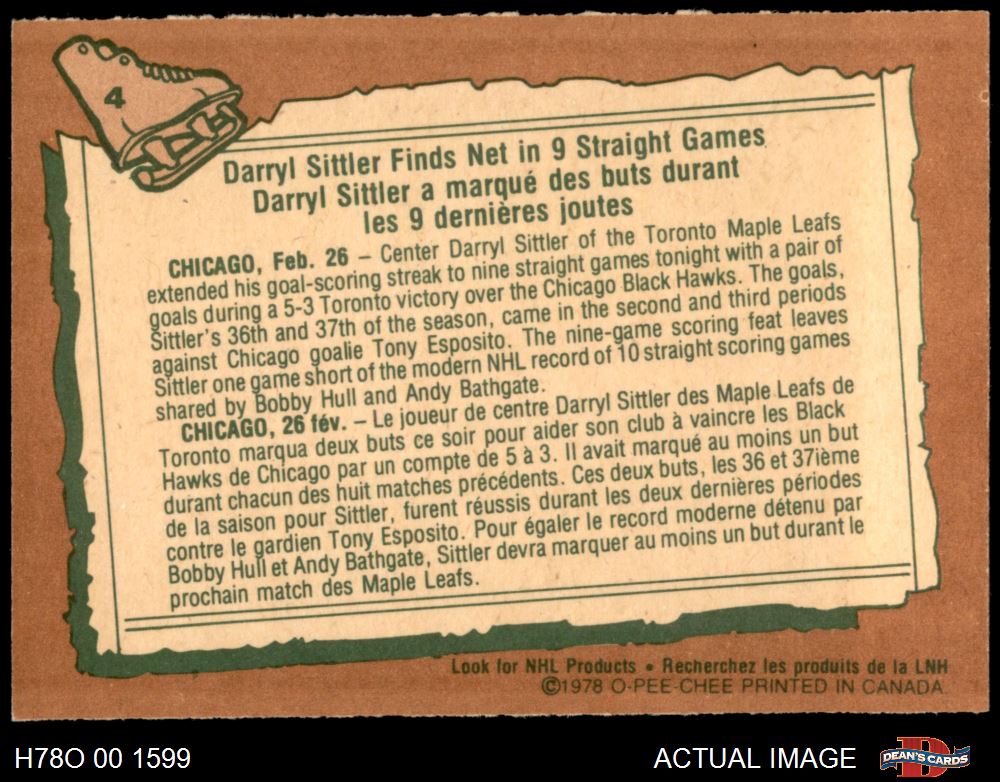 4
Darryl Sittler Finds Net in 9 Straight Games
Darryl Sittler a marqué des buts durant
les 9 dernières joutes
CHICAGO, Feb. 26 – Center Darryl Sittler of the Toronto Maple Leafs
extended his goal-scoring streak to nine straight games tonight with a pair of
goals during a 5-3 Toronto victory over the Chicago Black Hawks. The goals,
Sittler's 36th and 37th of the season, came in the second and third periods
against Chicago goalie Tony Esposito. The nine-game scoring feat leaves
Sittler one game short of the modern NHL record of 10 straight scoring games
shared by Bobby Hull and Andy Bathgate.
CHICAGO, 26 fév. – Le joueur de centre Darryl Sittler des Maple Leafs de
Toronto marqua deux buts ce soir pour aider son club à vaincre les Black
Hawks de Chicago par un compte de 5 à 3. Il avait marqué au moins un but
durant chacun des huit matches précédents. Ces deux buts, les 36 et 37ième
de la saison pour Sittler, furent réussis durant les deux dernières périodes
contre le gardien Tony Esposito. Pour égaler le record moderne détenu par
Bobby Hull et Andy Bathgate, Sittler devra marquer au moins un but durant le
prochain match des Maple Leafs.
Look for NHL Products • Recherchez les produits de la LNH
©1978 O-PEE-CHEE PRINTED IN CANADA.
H78O 00 1599
ACTUAL IMAGE
DEAN'S CARDS